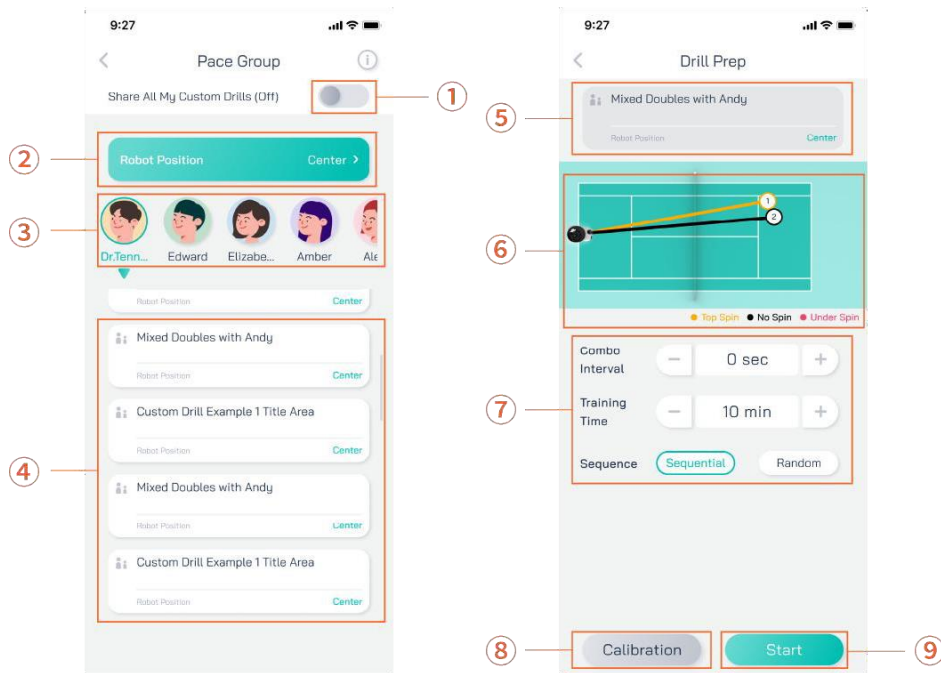 9:27
Pace Group
Share All My Custom Drills (Off)
①
②
Robot Position
Center
③
Dr.Tenn...
Edward
Elizabe...
Amber
Ale
Robot Position
Center
④
Mixed Doubles with Andy
Robot Position
Center
Custom Drill Example 1 Title Area
Robot Position
Center
Mixed Doubles with Andy
Robot Position
Center
Custom Drill Example 1 Title Area
Robot Position
Center
9:27
Drill Prep
⑤
Mixed Doubles with Andy
Robot Position
Center
⑥
1
2
Top Spin
No Spin
Under Spin
⑦
Combo
Interval
0 sec
Training
Time
10 min
Sequence
Sequential
Random
⑧
Calibration
Start
⑨